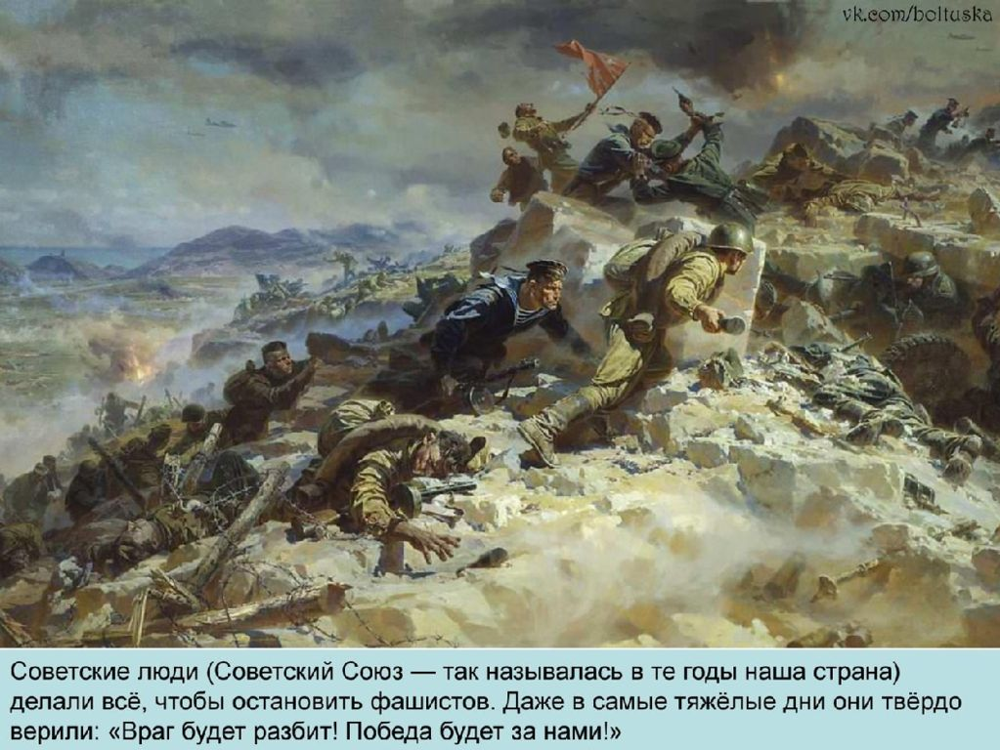 vk.com/boltuska
Советские люди (Советский Союз — так называлась в те годы наша страна)
делали всё, чтобы остановить фашистов. Даже в самые тяжёлые дни они твёрдо
верили: «Враг будет разбит! Победа будет за нами!»